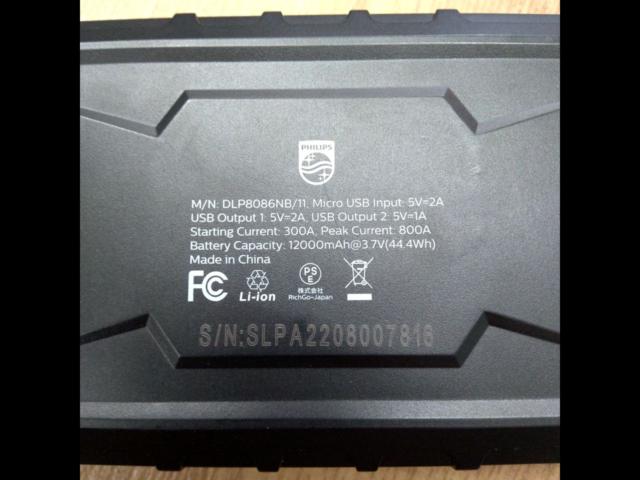 PHILIPS
M/N: DLP8086NB/11, Micro USB Input: 5V=2A
USB Output 1: 5V=2A, USB Output 2: 5V=1A
Starting Current: 300A, Peak Current: 800A
Battery Capacity: 12000mAh@3.7V(44.4Wh)
Made in China
FC Li-ion PSE
株式会社
RichGo-Japan
S/N:SLPA2208007816